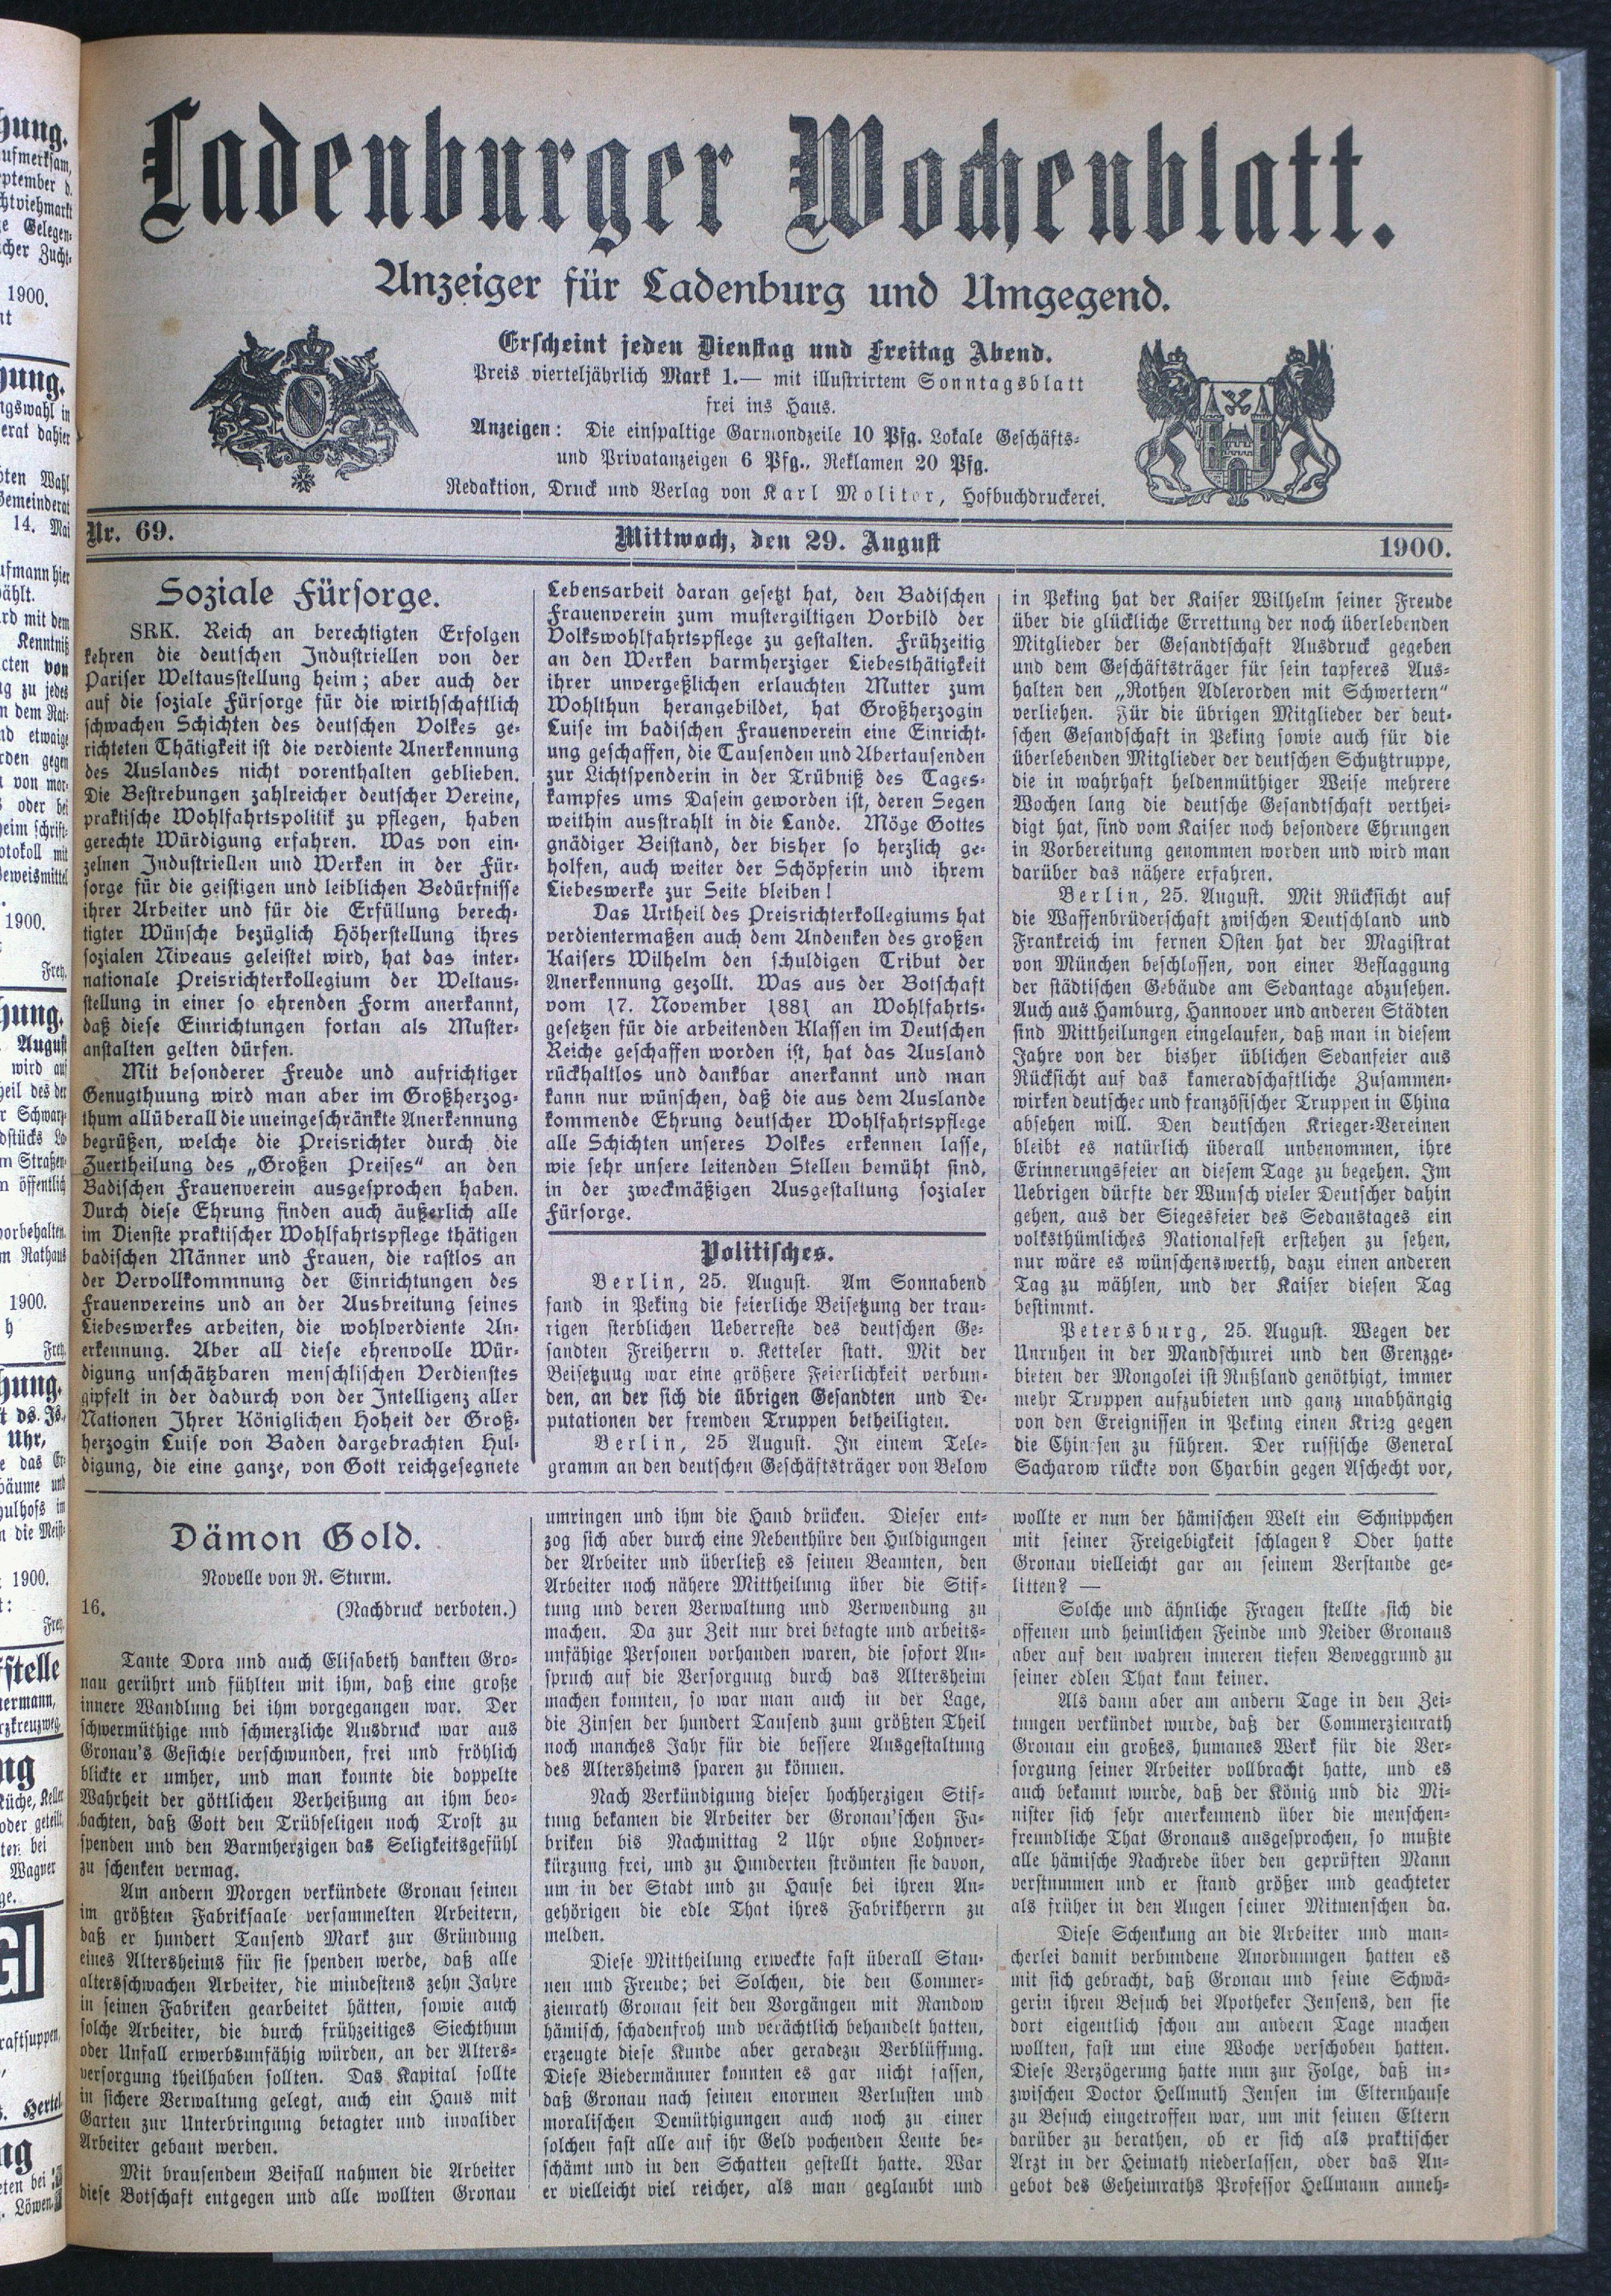 Ladenburger Wochenblatt.
Anzeiger für Ladenburg und Umgegend.
Erscheint jeden Dienstag und Freitag Abend.
Preis vierteljährlich Mark 1.— mit illustrirtem Sonntagsblatt
frei ins Haus.
Anzeigen: Die einspaltige Garmondzeile 10 Pfg. Lokale Geschäfts-
und Privatanzeigen 6 Pfg., Reklamen 20 Pfg.
Redaktion, Druck und Verlag von Karl Molitor, Hofbuchdruckerei.
Nr. 69. Mittwoch, den 29. August 1900.
Soziale Fürsorge.
SRK. Reich an berechtigten Erfolgen
kehren die deutschen Industriellen von der
Pariser Weltausstellung heim; aber auch der
auf die soziale Fürsorge für die wirthschaftlich
schwachen Schichten des deutschen Volkes ge-
richteten Thätigkeit ist die verdiente Anerkennung
des Auslandes nicht vorenthalten geblieben.
Die Bestrebungen zahlreicher deutscher Vereine,
praktische Wohlfahrtspolitik zu pflegen, haben
gerechte Würdigung erfahren. Was von ein-
zelnen Industriellen und Werken in der Für-
sorge für die geistigen und leiblichen Bedürfnisse
ihrer Arbeiter und für die Erfüllung berech-
tigter Wünsche bezüglich Höherstellung ihres
sozialen Niveaus geleistet wird, hat das inter-
nationale Preisrichterkollegium der Weltaus-
stellung in einer so ehrenden Form anerkannt,
daß diese Einrichtungen fortan als Muster-
anstalten gelten dürfen.
Mit besonderer Freude und aufrichtiger
Genugthuung wird man aber im Großherzog-
thum allüberall die uneingeschränkte Anerkennung
begrüßen, welche die Preisrichter durch die
Zuertheilung des „Großen Preises“ an den
Badischen Frauenverein ausgesprochen haben.
Durch diese Ehrung finden auch äußerlich alle
im Dienste praktischer Wohlfahrtspflege thätigen
badischen Männer und Frauen, die rastlos an
der Vervollkommnung der Einrichtungen des
Frauenvereins und an der Ausbreitung seines
Liebeswerkes arbeiten, die wohlverdiente An-
erkennung. Aber all diese ehrenvolle Wür-
digung unschätzbaren menschlichen Verdienstes
gipfelt in der dadurch von der Intelligenz aller
Nationen Ihrer Königlichen Hoheit der Groß-
herzogin Luise von Baden dargebrachten Hul-
digung, die eine ganze, von Gott reichgesegnete
Lebensarbeit daran gesetzt hat, den Badischen
Frauenverein zum mustergiltigen Vorbild der
Volkswohlfahrtspflege zu gestalten. Frühzeitig
an den Werken barmherziger Liebesthätigkeit
ihrer unvergeßlichen erlauchten Mutter zum
Wohlthun herangebildet, hat Großherzogin
Luise im badischen Frauenverein eine Einricht-
ung geschaffen, die Tausenden und Abertausenden
zur Lichtspenderin in der Trübniß des Tages-
kampfes ums Dasein geworden ist, deren Segen
weithin ausstrahlt in die Lande. Möge Gottes
gnädiger Beistand, der bisher so herzlich ge-
holfen, auch weiter der Schöpferin und ihrem
Liebeswerke zur Seite bleiben!
Das Urtheil des Preisrichterkollegiums hat
verdientermaßen auch dem Andenken des großen
Kaisers Wilhelm den schuldigen Tribut der
Anerkennung gezollt. Was aus der Botschaft
vom 17. November 1881 an Wohlfahrts-
gesetzen für die arbeitenden Klassen im Deutschen
Reiche geschaffen worden ist, hat das Ausland
rückhaltlos und dankbar anerkannt und man
kann nur wünschen, daß die aus dem Auslande
kommende Ehrung deutscher Wohlfahrtspflege
alle Schichten unseres Volkes erkennen lasse,
wie sehr unsere leitenden Stellen bemüht sind,
in der zweckmäßigen Ausgestaltung sozialer
Fürsorge.
Politisches.
Berlin, 25. August. Am Sonnabend
fand in Peking die feierliche Beisetzung der trau-
rigen sterblichen Ueberreste des deutschen Ge-
sandten Freiherrn v. Ketteler statt. Mit der
Beisetzung war eine größere Feierlichkeit verbun-
den, an der sich die übrigen Gesandten und De-
putationen der fremden Truppen betheiligten.
Berlin, 25 August. In einem Tele-
gramm an den deutschen Geschäftsträger von Below
in Peking hat der Kaiser Wilhelm seiner Freude
über die glückliche Errettung der noch überlebenden
Mitglieder der Gesandtschaft Ausdruck gegeben
und dem Geschäftsträger für sein tapferes Aus-
halten den „Rothen Adlerorden mit Schwertern“
verliehen. Für die übrigen Mitglieder der deut-
schen Gesandschaft in Peking sowie auch für die
überlebenden Mitglieder der deutschen Schutztruppe,
die in wahrhaft heldenmüthiger Weise mehrere
Wochen lang die deutsche Gesandtschaft verthei-
digt hat, sind vom Kaiser noch besondere Ehrungen
in Vorbereitung genommen worden und wird man
darüber das nähere erfahren.
Berlin, 25. August. Mit Rücksicht auf
die Waffenbrüderschaft zwischen Deutschland und
Frankreich im fernen Osten hat der Magistrat
von München beschlossen, von einer Beflaggung
der städtischen Gebäude am Sedantage abzusehen.
Auch aus Hamburg, Hannover und anderen Städten
sind Mittheilungen eingelaufen, daß man in diesem
Jahre von der bisher üblichen Sedanfeier aus
Rücksicht auf das kameradschaftliche Zusammen-
wirken deutscher und französischer Truppen in China
absehen will. Den deutschen Krieger-Vereinen
bleibt es natürlich überall unbenommen, ihre
Erinnerungsfeier an diesem Tage zu begehen. Im
Uebrigen dürfte der Wunsch vieler Deutscher dahin
gehen, aus der Siegesfeier des Sedanstages ein
volksthümliches Nationalfest erstehen zu sehen,
nur wäre es wünschenswerth, dazu einen anderen
Tag zu wählen, und der Kaiser diesen Tag
bestimmt.
Petersburg, 25. August. Wegen der
Unruhen in der Mandschurei und den Grenzge-
bieten der Mongolei ist Rußland genöthigt, immer
mehr Truppen aufzubieten und ganz unabhängig
von den Ereignissen in Peking einen Krieg gegen
die Chinesen zu führen. Der russische General
Sacharow rückte von Charbin gegen Aschecht vor,
Dämon Gold.
Novelle von R. Sturm.
16. (Nachdruck verboten.)
Tante Dora und auch Elisabeth dankten Gro-
nau gerührt und fühlten mit ihm, daß eine große
innere Wandlung bei ihm vorgegangen war. Der
schwermüthige und schmerzliche Ausdruck war aus
Gronau's Gesichte verschwunden, frei und fröhlich
blickte er umher, und man konnte die doppelte
Wahrheit der göttlichen Verheißung an ihm beo-
bachten, daß Gott den Trübseligen noch Trost zu
spenden und den Barmherzigen das Seligkeitsgefühl
zu schenken vermag.
Am andern Morgen verkündete Gronau seinen
im größten Fabriksaale versammelten Arbeitern,
daß er hundert Tausend Mark zur Gründung
eines Altersheims für sie spenden werde, daß alle
altersschwachen Arbeiter, die mindestens zehn Jahre
in seinen Fabriken gearbeitet hätten, sowie auch
solche Arbeiter, die durch frühzeitiges Siechthum
oder Unfall erwerbsunfähig würden, an der Alters-
versorgung theilhaben sollten. Das Kapital sollte
in sichere Verwaltung gelegt, auch ein Haus mit
Garten zur Unterbringung betagter und invalider
Arbeiter gebaut werden.
Mit brausendem Beifall nahmen die Arbeiter
diese Botschaft entgegen und alle wollten Gronau
umringen und ihm die Hand drücken. Dieser ent-
zog sich aber durch eine Nebenthüre den Huldigungen
der Arbeiter und überließ es seinen Beamten, den
Arbeiter noch nähere Mittheilung über die Stif-
tung und deren Verwaltung und Verwendung zu
machen. Da zur Zeit nur drei betagte und arbeits-
unfähige Personen vorhanden waren, die sofort An-
spruch auf die Versorgung durch das Altersheim
machen konnten, so war man auch in der Lage,
die Zinsen der hundert Tausend zum größten Theil
noch manches Jahr für die bessere Ausgestaltung
des Altersheims sparen zu können.
Nach Verkündigung dieser hochherzigen Stif-
tung bekamen die Arbeiter der Gronau'schen Fa-
briken bis Nachmittag 2 Uhr ohne Lohnver-
kürzung frei, und zu Hunderten strömten sie davon,
um in der Stadt und zu Hause bei ihren An-
gehörigen die edle That ihres Fabrikherrn zu
melden.
Diese Mittheilung erweckte fast überall Stau-
nen und Freude; bei Solchen, die den Commer-
zienrath Gronau seit den Vorgängen mit Randow
hämisch, schadenfroh und verächtlich behandelt hatten,
erzeugte diese Kunde aber geradezu Verblüffung.
Diese Biedermänner konnten es gar nicht fassen,
daß Gronau nach seinen enormen Verlusten und
moralischen Demüthigungen auch noch zu einer
solchen fast alle auf ihr Geld pochenden Leute be-
schämt und in den Schatten gestellt hatte. War
er vielleicht viel reicher, als man geglaubt und
wollte er nun der hämischen Welt ein Schnippchen
mit seiner Freigebigkeit schlagen? Oder hatte
Gronau vielleicht gar an seinem Verstande ge-
litten? —
Solche und ähnliche Fragen stellte sich die
offenen und heimlichen Feinde und Neider Gronaus
aber auf den wahren inneren tiefen Beweggrund zu
seiner edlen That kam keiner.
Als dann aber am andern Tage in den Zei-
tungen verkündet wurde, daß der Commerzienrath
Gronau ein großes, humanes Werk für die Ver-
sorgung seiner Arbeiter vollbracht hatte, und es
auch bekannt wurde, daß der König und die Mi-
nister sich sehr anerkennend über die menschen-
freundliche That Gronaus ausgesprochen, so mußte
alle hämische Nachrede über den geprüften Mann
verstummen und er stand größer und geachteter
als früher in den Augen seiner Mitmenschen da.
Diese Schenkung an die Arbeiter und man-
cherlei damit verbundene Anordnungen hatten es
mit sich gebracht, daß Gronau und seine Schwä-
gerin ihren Besuch bei Apotheker Jensens, den sie
dort eigentlich schon am andern Tage machen
wollten, fast um eine Woche verschoben hatten.
Diese Verzögerung hatte nun zur Folge, daß in-
zwischen Doctor Hellmuth Jensen im Elternhause
zu Besuch eingetroffen war, um mit seinen Eltern
darüber zu berathen, ob er sich als praktischer
Arzt in der Heimath niederlassen, oder das An-
gebot des Geheimraths Professor Hellmann anneh-